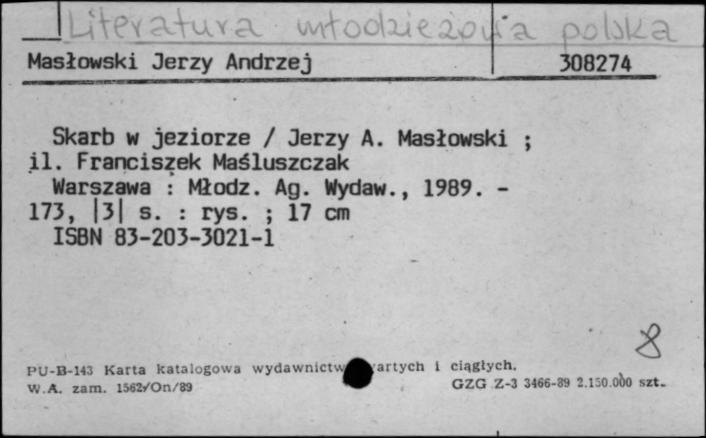 Literatura młodzieżowa polska
Masłowski Jerzy Andrzej 308274
Skarb w jeziorze / Jerzy A. Masłowski ;
il. Franciszek Maśluszczak
Warszawa : Młodz. Ag. Wydaw., 1989. -
173, |3| s. : rys. ; 17 cm
ISBN 83-203-3021-1
8
PU-B-143 Karta katalogowa wydawnictw artych i ciągłych.
W.A. zam. 1562/On/89 GZG Z-3 3466-89 2.150.000 szt.